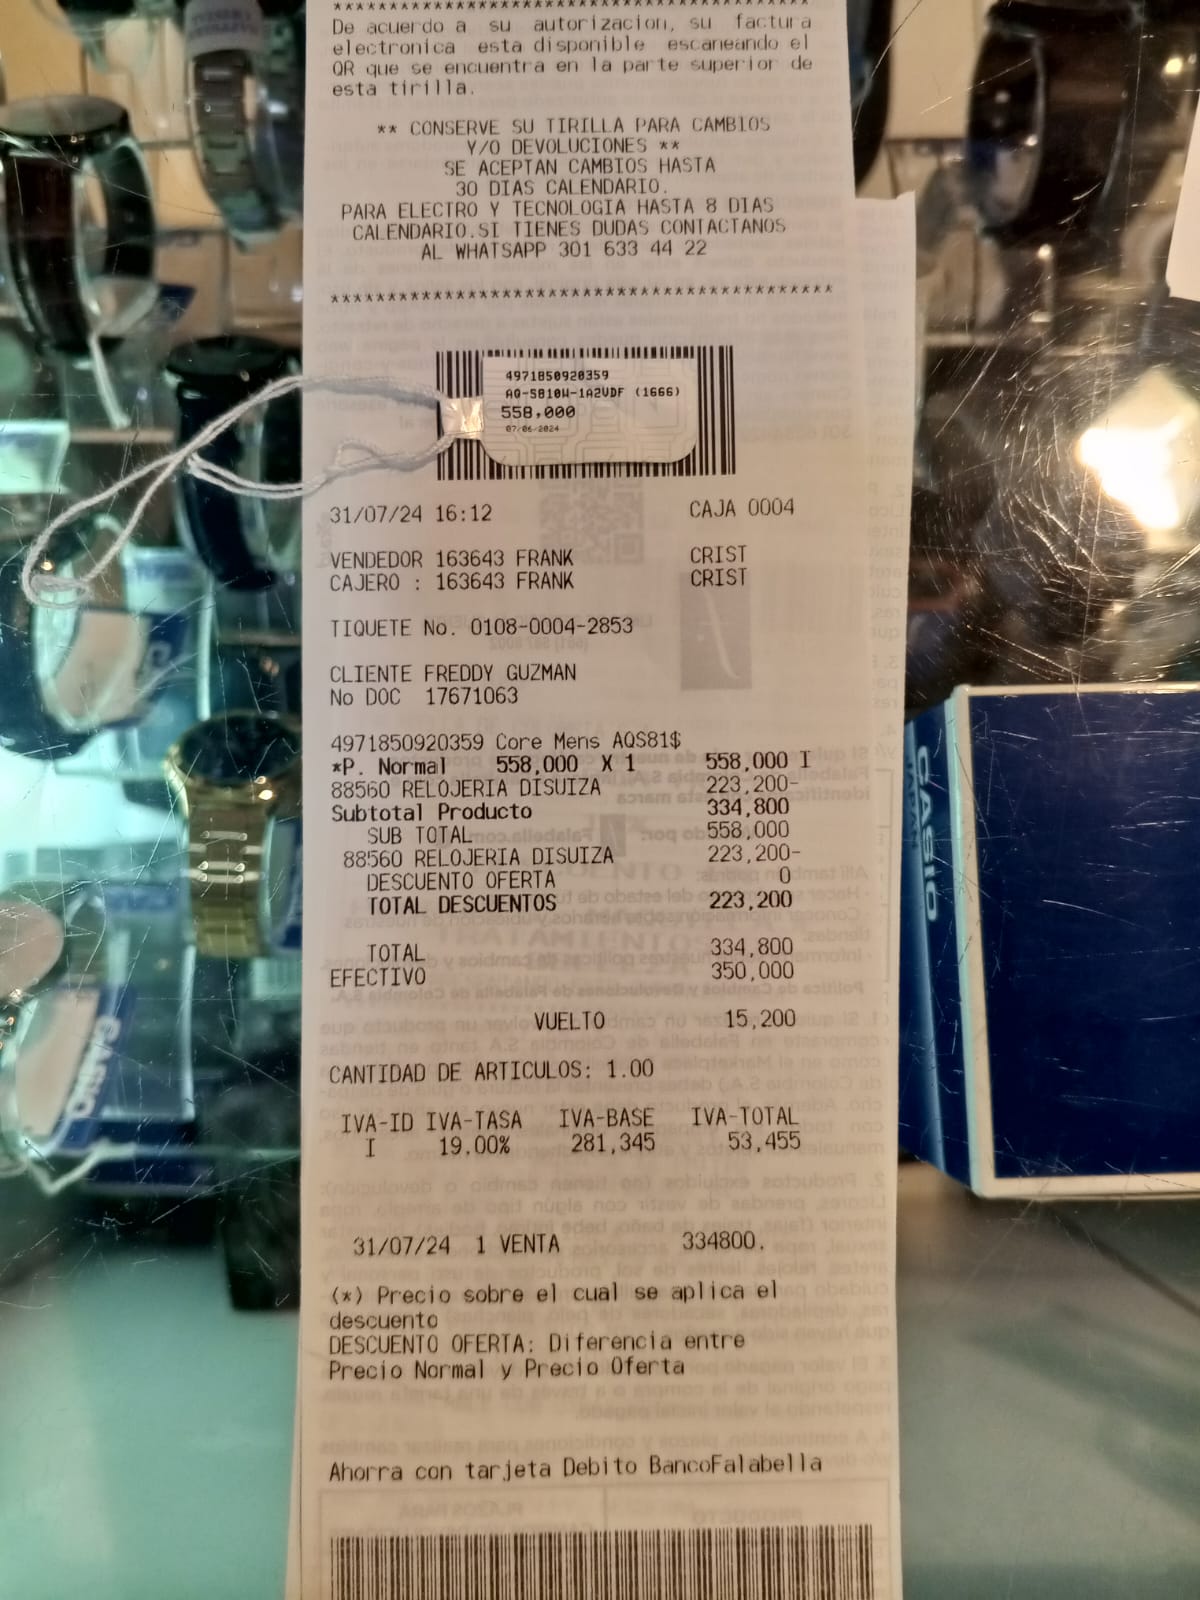 De acuerdo a su autorizacion, su factura
electronica esta disponible escaneando el
QR que se encuentra en la parte superior de
esta tirilla.
** CONSERVE SU TIRILLA PARA CAMBIOS
Y/O DEVOLUCIONES **
SE ACEPTAN CAMBIOS HASTA
30 DIAS CALENDARIO.
PARA ELECTRO Y TECNOLOGIA HASTA 8 DIAS
CALENDARIO.SI TIENES DUDAS CONTACTANOS
AL WHATSAPP 301 633 44 22
*******************************************
4971850920359
AQ-S810W-1A2VDF (1666)
558,000
07/06/2024
31/07/24 16:12 CAJA 0004
VENDEDOR 163643 FRANK CRIST
CAJERO : 163643 FRANK CRIST
TIQUETE No. 0108-0004-2853
CLIENTE FREDDY GUZMAN
No DOC 17671063
4971850920359 Core Mens AQS81$
*P. Normal 558,000 X 1 558,000 I
88560 RELOJERIA DISUIZA 223,200-
Subtotal Producto 334,800
SUB TOTAL 558,000
88560 RELOJERIA DISUIZA 223,200-
DESCUENTO OFERTA 0
TOTAL DESCUENTOS 223,200
TOTAL 334,800
EFECTIVO 350,000
VUELTO 15,200
CANTIDAD DE ARTICULOS: 1.00
IVA-ID IVA-TASA IVA-BASE IVA-TOTAL
I 19.00% 281,345 53,455
31/07/24 1 VENTA 334800.
(*) Precio sobre el cual se aplica el
descuento
DESCUENTO OFERTA: Diferencia entre
Precio Normal y Precio Oferta
Ahorra con tarjeta Debito BancoFalabella
CASIO
CASIO